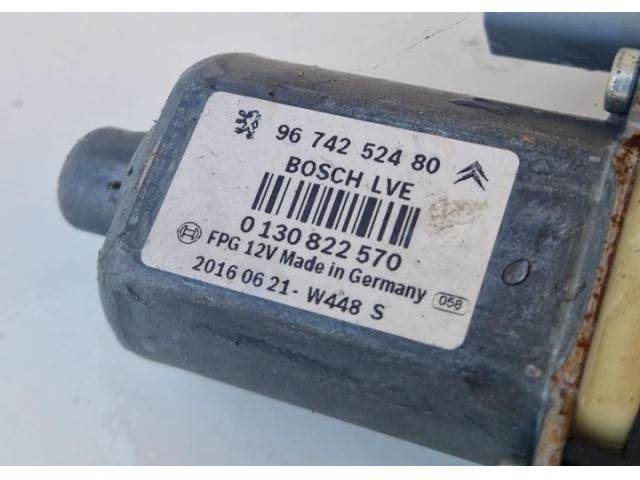 96 742 524 80
BOSCH LVE
0 130 822 570
FPG 12V Made in Germany 058
2016 06 21- W448 S